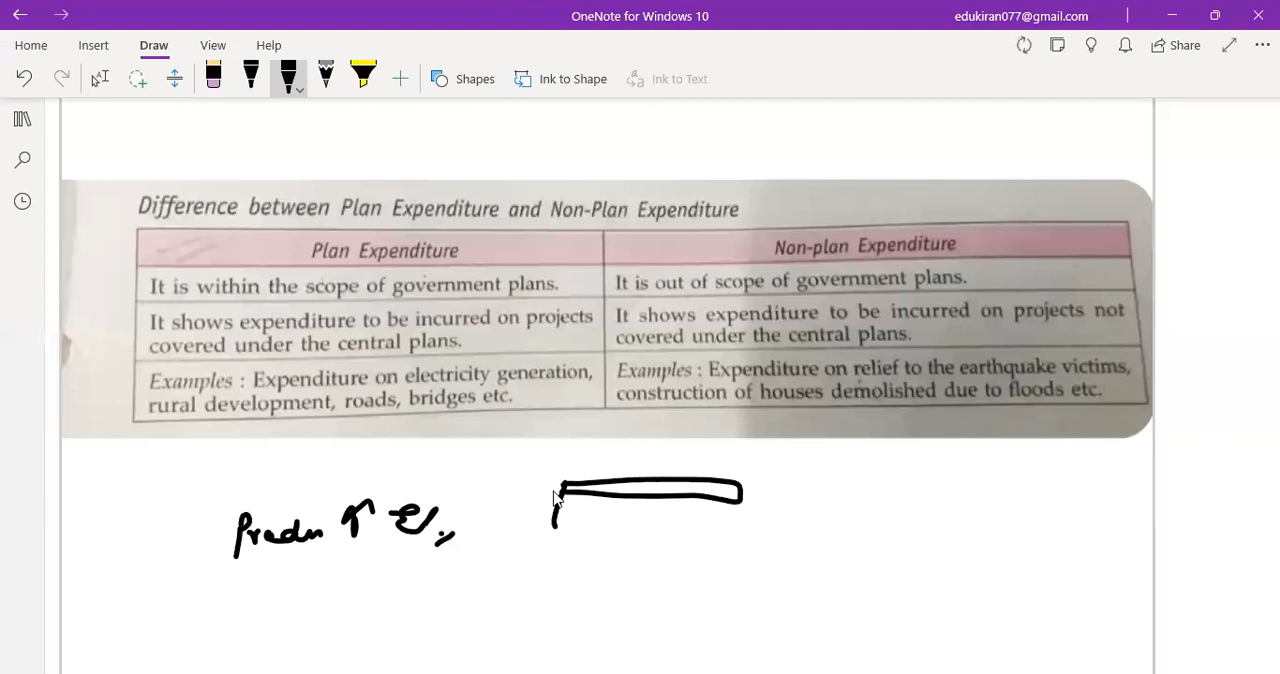 OneNote for Windows 10
edukiran077@gmail.com
Home Insert Draw View Help
Share
Shapes Ink to Shape Ink to Text
Difference between Plan Expenditure and Non-Plan Expenditure
Plan Expenditure
Non-plan Expenditure
It is within the scope of government plans.
It is out of scope of government plans.
It shows expenditure to be incurred on projects
covered under the central plans.
It shows expenditure to be incurred on projects not
covered under the central plans.
Examples : Expenditure on electricity generation,
rural development, roads, bridges etc.
Examples : Expenditure on relief to the earthquake victims,
construction of houses demolished due to floods etc.